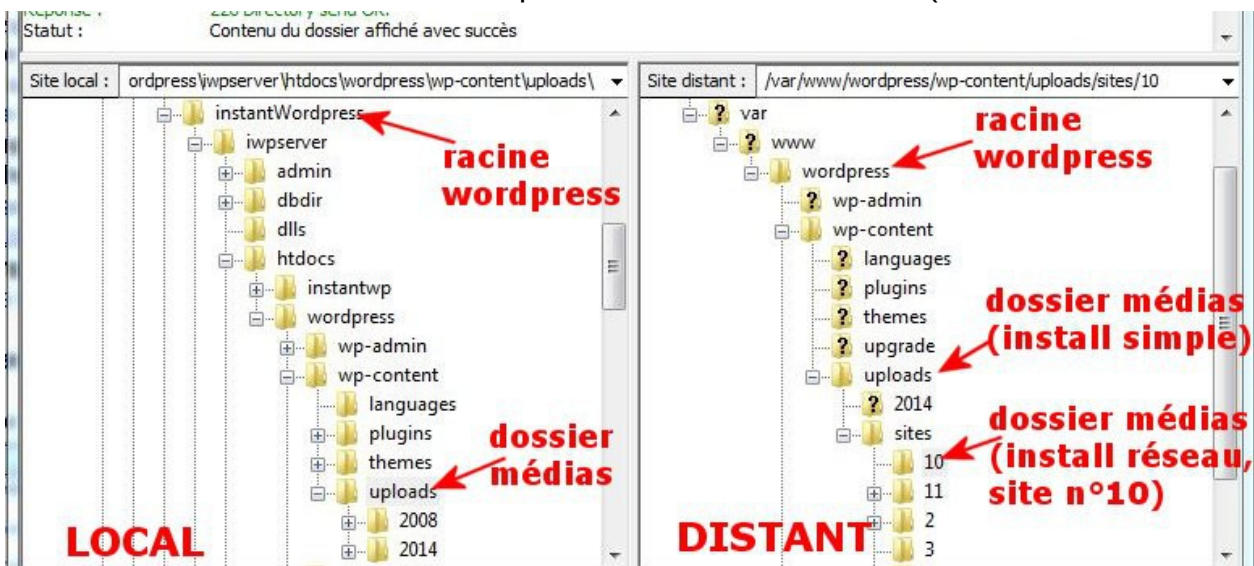 Statut : Contenu du dossier affiché avec succès
Site local : ordpress\iwpserver\htdocs\wordpress\wp-content\uploads\
instantWordpress
iwpserver
admin
dbdir
dlls
htdocs
instantwp
wordpress
wp-admin
wp-content
languages
plugins
themes
uploads
2008
2014
racine
wordpress
dossier
médias
LOCAL
Site distant : /var/www/wordpress/wp-content/uploads/sites/10
var
www
wordpress
wp-admin
wp-content
languages
plugins
themes
upgrade
uploads
2014
sites
10
11
2
3
racine
wordpress
dossier médias
(install simple)
dossier médias
(install réseau,
site n°10)
DISTANT